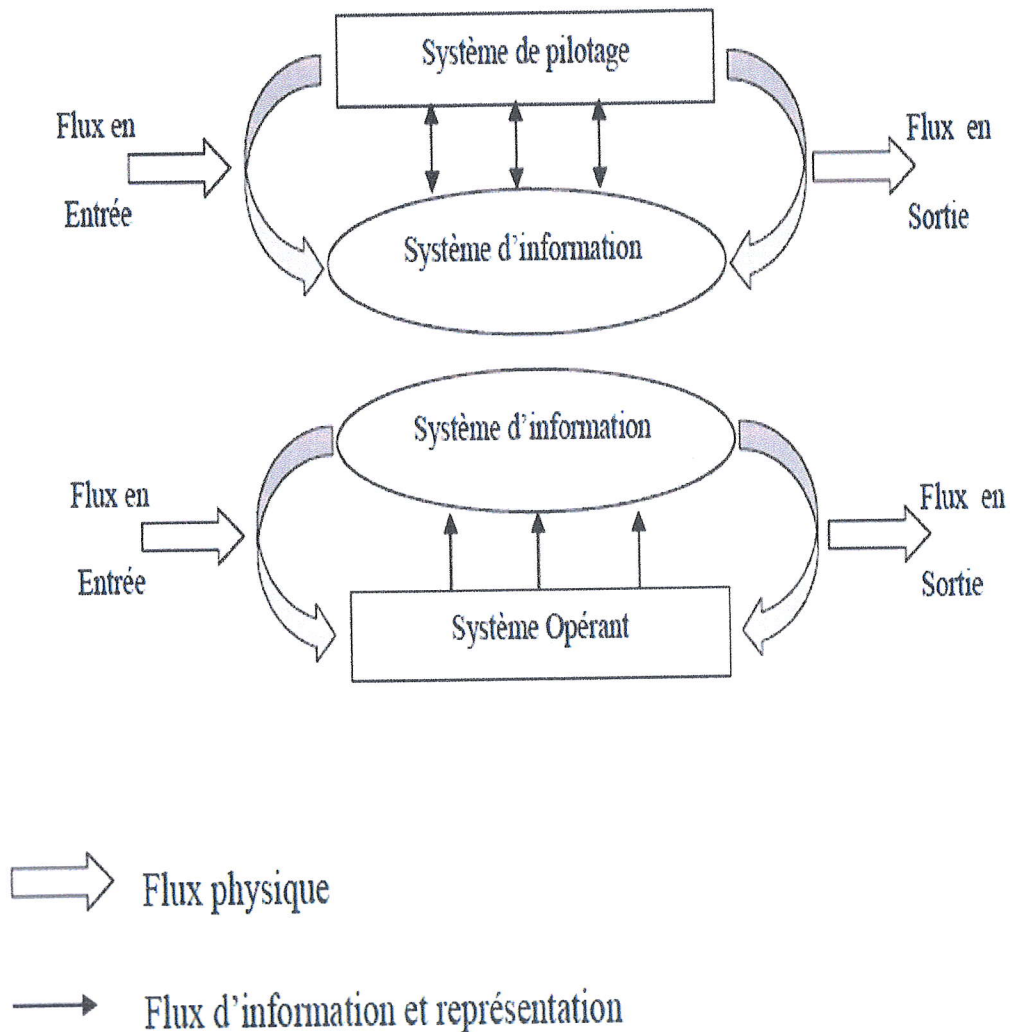 Système de pilotage
Flux en
Entrée
Flux en
Sortie
Système d'information
Système d'information
Flux en
Entrée
Flux en
Sortie
Système Opérant
Flux physique
Flux d'information et représentation